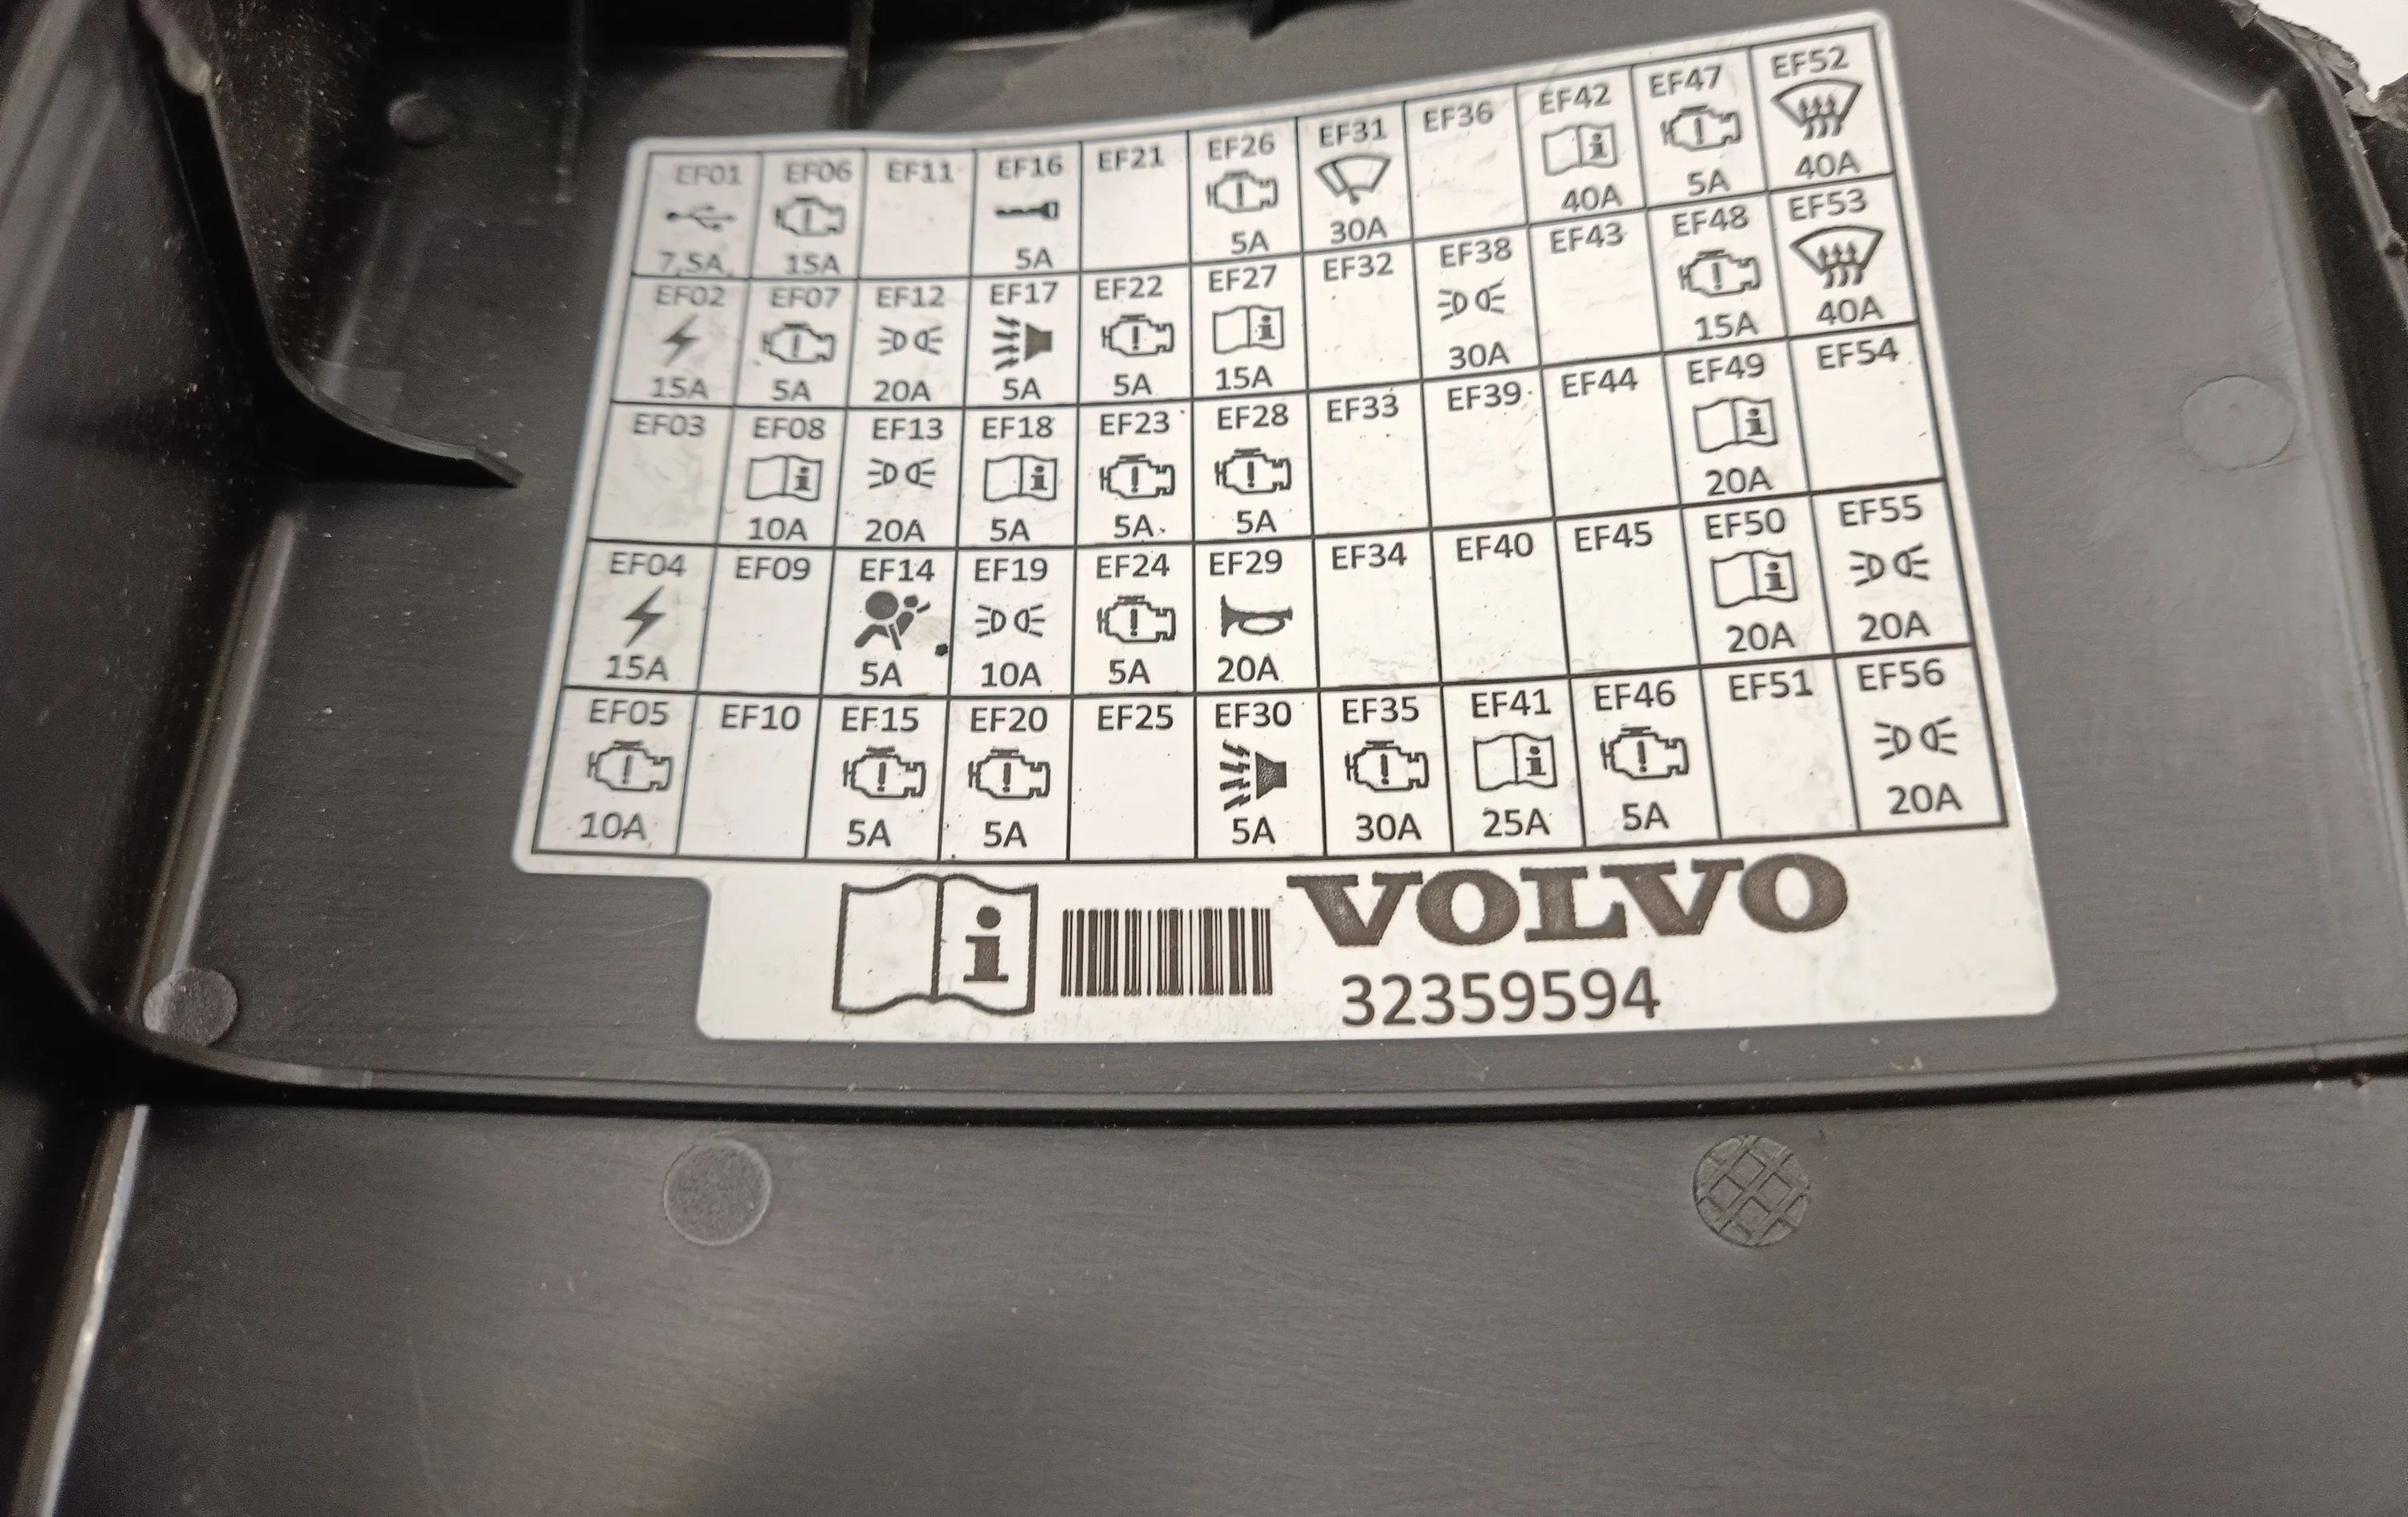 EF01 EF06 EF11 EF16 EF21 EF26 EF31 EF36 EF42 EF47 EF52
7,5A 15A 5A 5A 30A 40A 5A 40A
EF02 EF07 EF12 EF17 EF22 EF27 EF32 EF38 EF43 EF48 EF53
15A 5A 20A 5A 5A 15A 30A 15A 40A
EF03 EF08 EF13 EF18 EF23 EF28 EF33 EF39 EF44 EF49 EF54
10A 20A 5A 5A 5A 20A
EF04 EF09 EF14 EF19 EF24 EF29 EF34 EF40 EF45 EF50 EF55
15A 5A 10A 5A 20A 20A 20A
EF05 EF10 EF15 EF20 EF25 EF30 EF35 EF41 EF46 EF51 EF56
10A 5A 5A 5A 30A 25A 5A 20A
VOLVO
32359594